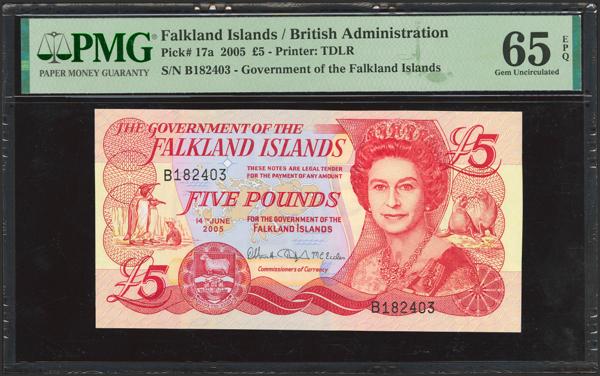 PMG
PAPER MONEY GUARANTY
Falkland Islands / British Administration
Pick# 17a 2005 £5 - Printer: TDLR
S/N B182403 - Government of the Falkland Islands
65 EPQ
Gem Uncirculated
THE GOVERNMENT OF THE
FALKLAND ISLANDS
£5
B182403
THESE NOTES ARE LEGAL TENDER
FOR THE PAYMENT OF ANY AMOUNT
FIVE POUNDS
14TH JUNE
2005
FOR THE GOVERNMENT OF THE
FALKLAND ISLANDS
Commissioners of Currency
£5
B182403